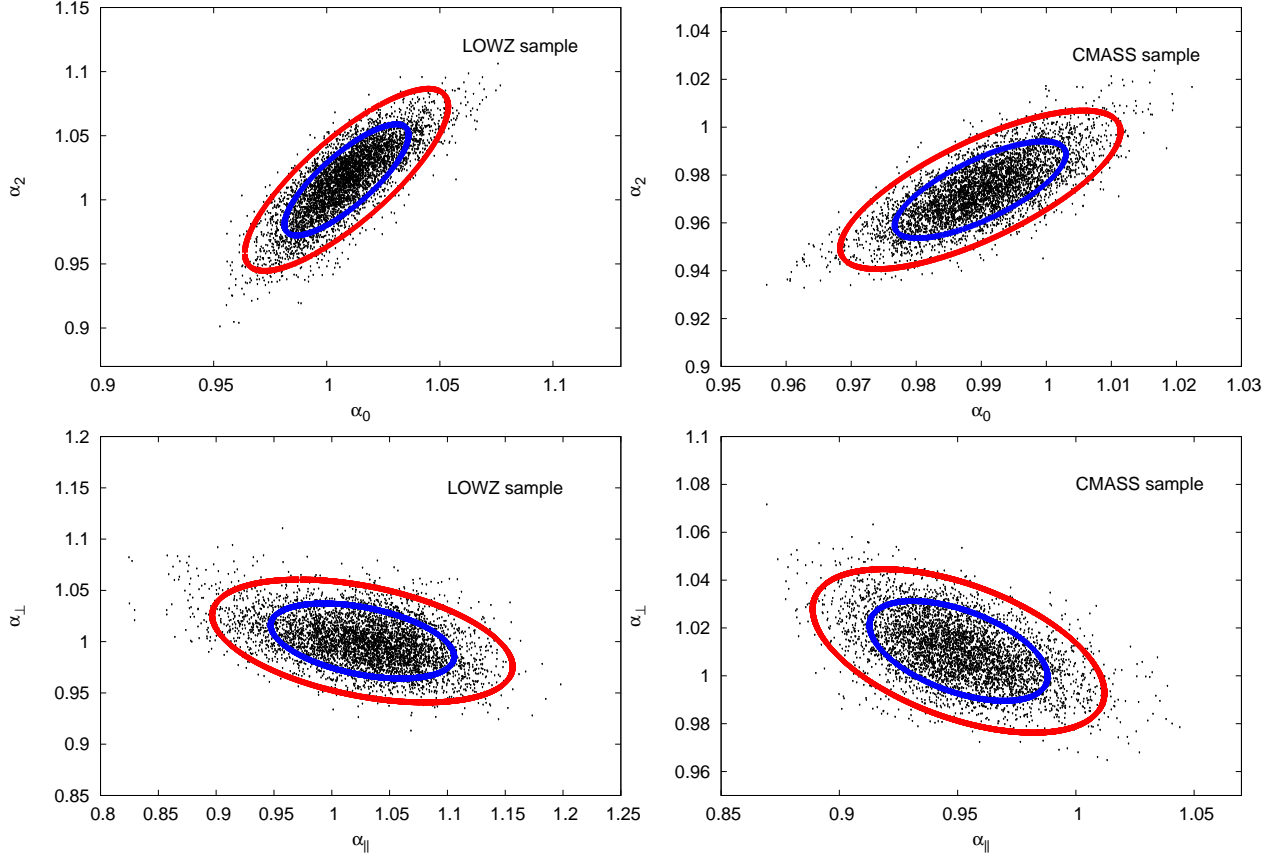 1.15
1.1
1.05
1
0.95
0.9
α2
LOWZ sample
0.9 0.95 1 1.05 1.1
α0
1.04
1.02
1
0.98
0.96
0.94
0.92
0.9
α2
CMASS sample
0.95 0.96 0.97 0.98 0.99 1 1.01 1.02 1.03
α0
1.2
1.15
1.1
1.05
1
0.95
0.9
0.85
α⊥
LOWZ sample
0.8 0.85 0.9 0.95 1 1.05 1.1 1.15 1.2 1.25
α||
1.1
1.08
1.06
1.04
1.02
1
0.98
0.96
α⊥
CMASS sample
0.85 0.9 0.95 1 1.05
α||